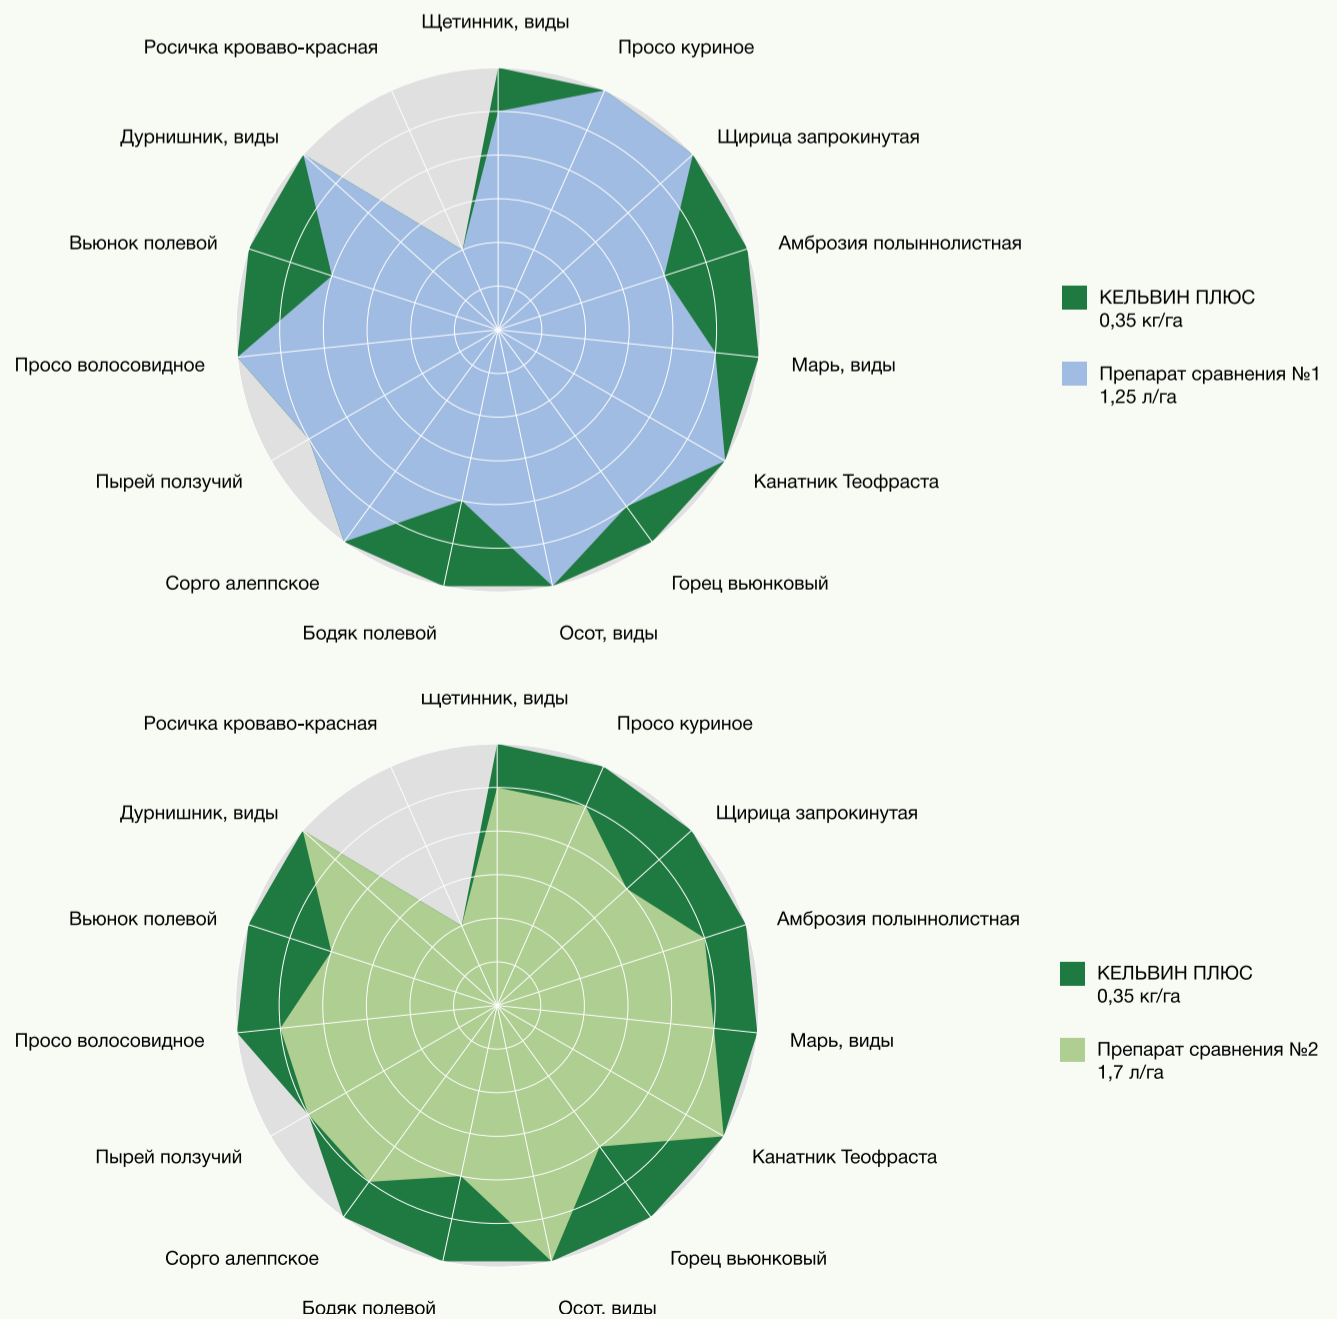 Щетинник, виды
Росичка кроваво-красная
Просо куриное
Дурнишник, виды
Щирица запрокинутая
Вьюнок полевой
Амброзия полыннолистная
Просо волосовидное
Марь, виды
Пырей ползучий
Канатник Теофраста
Сорго алеппское
Горец вьюнковый
Бодяк полевой
Осот, виды
КЕЛЬВИН ПЛЮС
0,35 кг/га
Препарат сравнения №1
1,25 л/га
Щетинник, виды
Росичка кроваво-красная
Просо куриное
Дурнишник, виды
Щирица запрокинутая
Вьюнок полевой
Амброзия полыннолистная
Просо волосовидное
Марь, виды
Пырей ползучий
Канатник Теофраста
Сорго алеппское
Горец вьюнковый
Бодяк полевой
Осот, виды
КЕЛЬВИН ПЛЮС
0,35 кг/га
Препарат сравнения №2
1,7 л/га